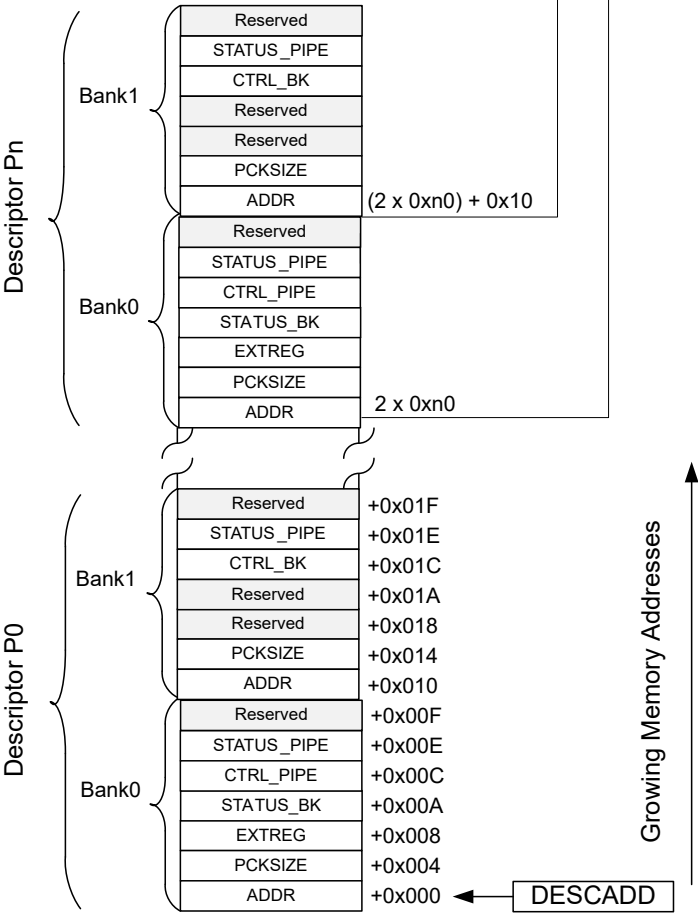 Descriptor Pn
Bank1
Reserved
STATUS_PIPE
CTRL_BK
Reserved
Reserved
PCKSIZE
ADDR (2 x 0xn0) + 0x10
Bank0
Reserved
STATUS_PIPE
CTRL_PIPE
STATUS_BK
EXTREG
PCKSIZE
ADDR 2 x 0xn0
Descriptor P0
Bank1
Reserved +0x01F
STATUS_PIPE +0x01E
CTRL_BK +0x01C
Reserved +0x01A
Reserved +0x018
PCKSIZE +0x014
ADDR +0x010
Bank0
Reserved +0x00F
STATUS_PIPE +0x00E
CTRL_PIPE +0x00C
STATUS_BK +0x00A
EXTREG +0x008
PCKSIZE +0x004
ADDR +0x000 DESCADD
Growing Memory Addresses